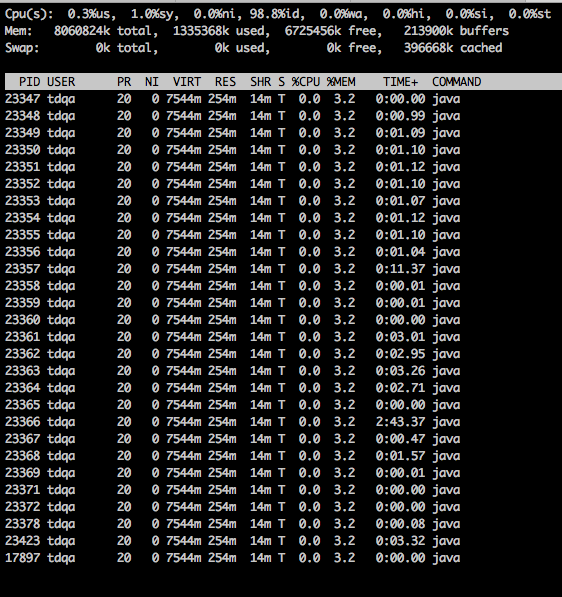 Cpu(s):  0.3%us,  1.0%sy,  0.0%ni, 98.8%id,  0.0%wa,  0.0%hi,  0.0%si,  0.0%st
Mem:   8060824k total,  1335368k used,  6725456k free,   213900k buffers
Swap:        0k total,        0k used,        0k free,   396668k cached
  PID USER      PR  NI  VIRT  RES  SHR S %CPU %MEM    TIME+  COMMAND
23347 tdqa      20   0 7544m 254m  14m T  0.0  3.2   0:00.00 java
23348 tdqa      20   0 7544m 254m  14m T  0.0  3.2   0:00.99 java
23349 tdqa      20   0 7544m 254m  14m T  0.0  3.2   0:01.09 java
23350 tdqa      20   0 7544m 254m  14m T  0.0  3.2   0:01.10 java
23351 tdqa      20   0 7544m 254m  14m T  0.0  3.2   0:01.12 java
23352 tdqa      20   0 7544m 254m  14m T  0.0  3.2   0:01.10 java
23353 tdqa      20   0 7544m 254m  14m T  0.0  3.2   0:01.07 java
23354 tdqa      20   0 7544m 254m  14m T  0.0  3.2   0:01.12 java
23355 tdqa      20   0 7544m 254m  14m T  0.0  3.2   0:01.10 java
23356 tdqa      20   0 7544m 254m  14m T  0.0  3.2   0:01.04 java
23357 tdqa      20   0 7544m 254m  14m T  0.0  3.2   0:11.37 java
23358 tdqa      20   0 7544m 254m  14m T  0.0  3.2   0:00.01 java
23359 tdqa      20   0 7544m 254m  14m T  0.0  3.2   0:00.01 java
23360 tdqa      20   0 7544m 254m  14m T  0.0  3.2   0:00.00 java
23361 tdqa      20   0 7544m 254m  14m T  0.0  3.2   0:03.01 java
23362 tdqa      20   0 7544m 254m  14m T  0.0  3.2   0:02.95 java
23363 tdqa      20   0 7544m 254m  14m T  0.0  3.2   0:03.26 java
23364 tdqa      20   0 7544m 254m  14m T  0.0  3.2   0:02.71 java
23365 tdqa      20   0 7544m 254m  14m T  0.0  3.2   0:00.00 java
23366 tdqa      20   0 7544m 254m  14m T  0.0  3.2   2:43.37 java
23367 tdqa      20   0 7544m 254m  14m T  0.0  3.2   0:00.47 java
23368 tdqa      20   0 7544m 254m  14m T  0.0  3.2   0:01.57 java
23369 tdqa      20   0 7544m 254m  14m T  0.0  3.2   0:00.01 java
23371 tdqa      20   0 7544m 254m  14m T  0.0  3.2   0:00.00 java
23372 tdqa      20   0 7544m 254m  14m T  0.0  3.2   0:00.00 java
23378 tdqa      20   0 7544m 254m  14m T  0.0  3.2   0:00.08 java
23423 tdqa      20   0 7544m 254m  14m T  0.0  3.2   0:03.32 java
17897 tdqa      20   0 7544m 254m  14m T  0.0  3.2   0:00.00 java